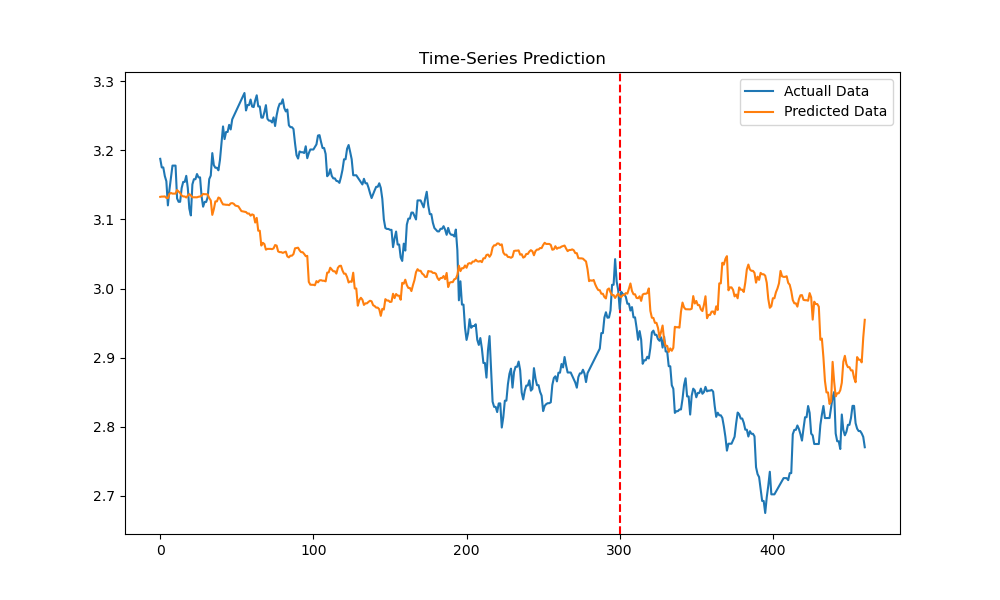 Time-Series Prediction
Actuall Data
Predicted Data
3.3
3.2
3.1
3.0
2.9
2.8
2.7
0 100 200 300 400